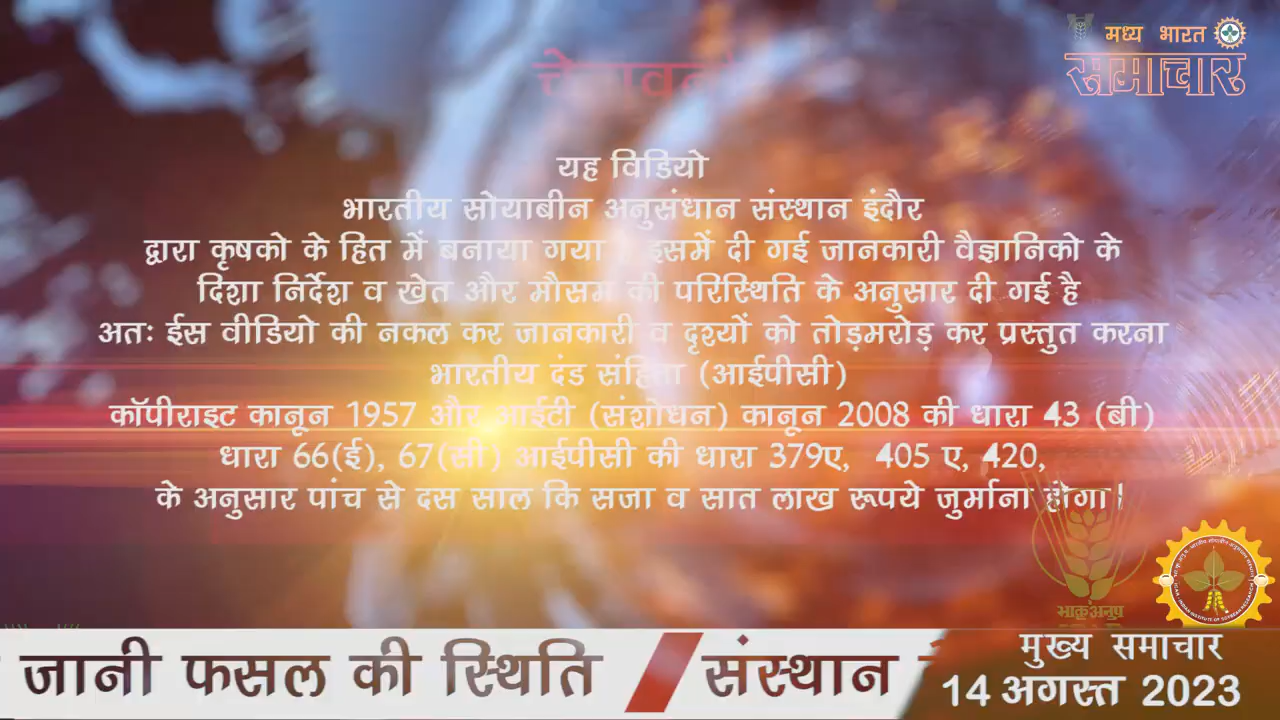 मध्य भारत
समाचार
यह विडियो
भारतीय सोयाबीन अनुसंधान संस्थान इंदौर
द्वारा कृषको के हित में बनाया गया इसमें दी गई जानकारी वैज्ञानिको के
दिशा निर्देश व खेत और मौसम की परिस्थिति के अनुसार दी गई है
अतः ईस वीडियो की नकल कर जानकारी व दृश्यों को तोड़मरोड़ कर प्रस्तुत करना
भारतीय दंड संहिता (आईपीसी)
कॉपीराइट कानून 1957 और आईटी (संशोधन) कानून 2008 की धारा 43 (बी)
धारा 66(ई), 67(सी) आईपीसी की धारा 379ए, 405 ए, 420,
के अनुसार पांच से दस साल कि सजा व सात लाख रूपये जुर्माना होगा।
भाकृअनुप
जानी फसल की स्थिति / संस्थान
मुख्य समाचार
14 अगस्त 2023